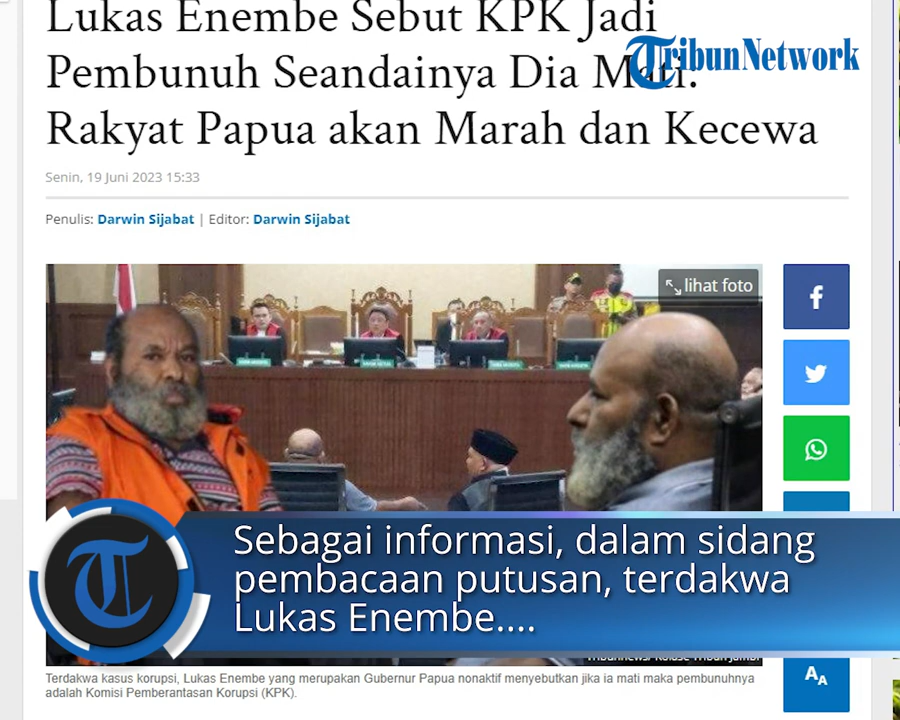 Lukas Enembe Sebut KPK Jadi
Pembunuh Seandainya Dia Mati:
TribunNetwork
Rakyat Papua akan Marah dan Kecewa
Senin, 19 Juni 2023 15:33
Penulis: Darwin Sijabat | Editor: Darwin Sijabat
lihat foto
Sebagai informasi, dalam sidang
pembacaan putusan, terdakwa
Lukas Enembe....
Terdakwa kasus korupsi, Lukas Enembe yang merupakan Gubernur Papua nonaktif menyebutkan jika ia mati maka pembunuhnya
adalah Komisi Pemberantasan Korupsi (KPK).
AA